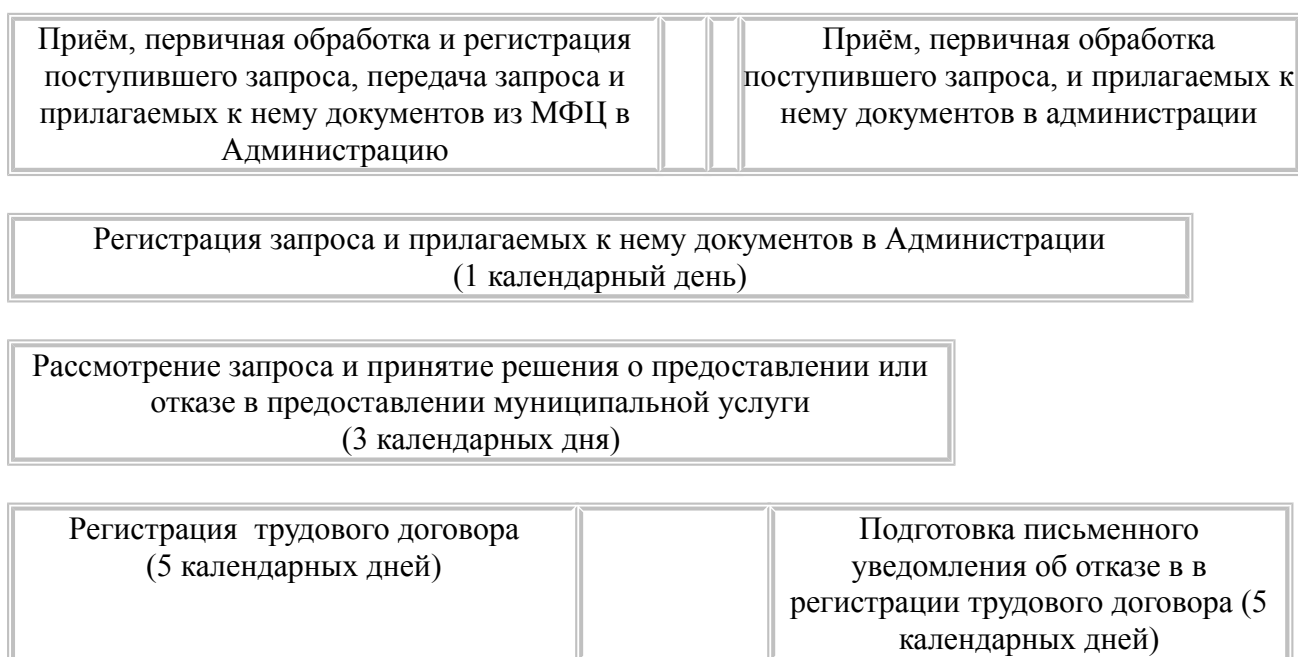 Приём, первичная обработка и регистрация
поступившего запроса, передача запроса и
прилагаемых к нему документов из МФЦ в
Администрацию
Приём, первичная обработка
поступившего запроса, и прилагаемых к
нему документов в администрации
Регистрация запроса и прилагаемых к нему документов в Администрации
(1 календарный день)
Рассмотрение запроса и принятие решения о предоставлении или
отказе в предоставлении муниципальной услуги
(3 календарных дня)
Регистрация трудового договора
(5 календарных дней)
Подготовка письменного
уведомления об отказе в в
регистрации трудового договора (5
календарных дней)